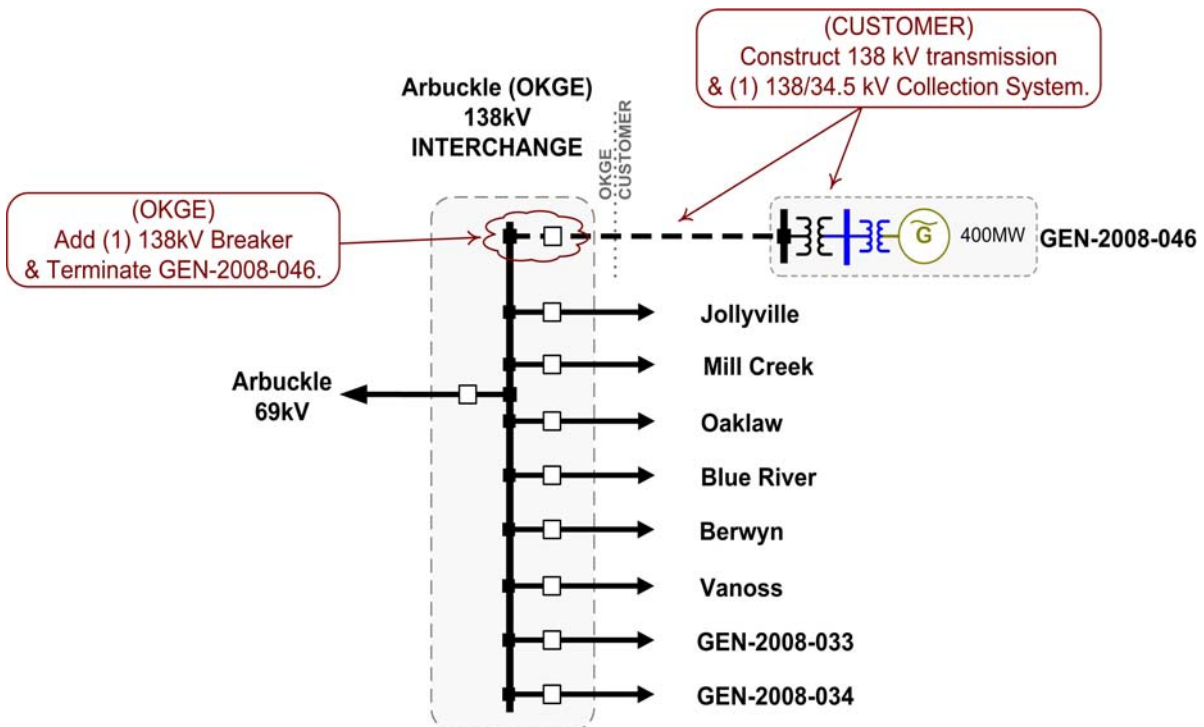 (CUSTOMER)
Construct 138 kV transmission
& (1) 138/34.5 kV Collection System.
Arbuckle (OKGE)
138kV
INTERCHANGE
OKGE
CUSTOMER
(OKGE)
Add (1) 138kV Breaker
& Terminate GEN-2008-046.
G
400MW
GEN-2008-046
Jollyville
Mill Creek
Arbuckle
69kV
Oaklaw
Blue River
Berwyn
Vanoss
GEN-2008-033
GEN-2008-034